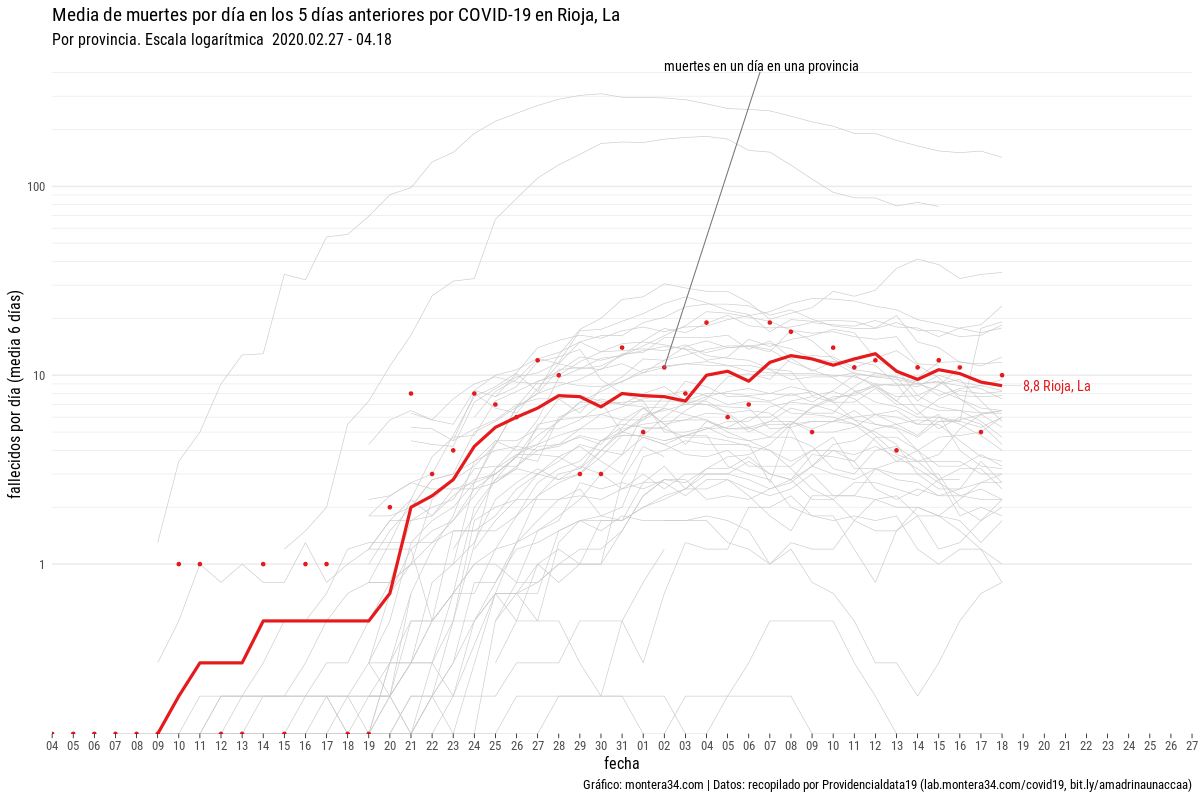 Media de muertes por día en los 5 días anteriores por COVID-19 en Rioja, La
Por provincia. Escala logarítmica 2020.02.27 - 04.18
muertes en un día en una provincia
100
10
1
fallecidos por día (media 6 días)
8,8 Rioja, La
04 05 06 07 08 09 10 11 12 13 14 15 16 17 18 19 20 21 22 23 24 25 26 27 28 29 30 31 01 02 03 04 05 06 07 08 09 10 11 12 13 14 15 16 17 18 19 20 21 22 23 24 25 26 27
fecha
Gráfico: montera34.com | Datos: recopilado por Providencialdata19 (lab.montera34.com/covid19, bit.ly/amadrinaunaccaa)